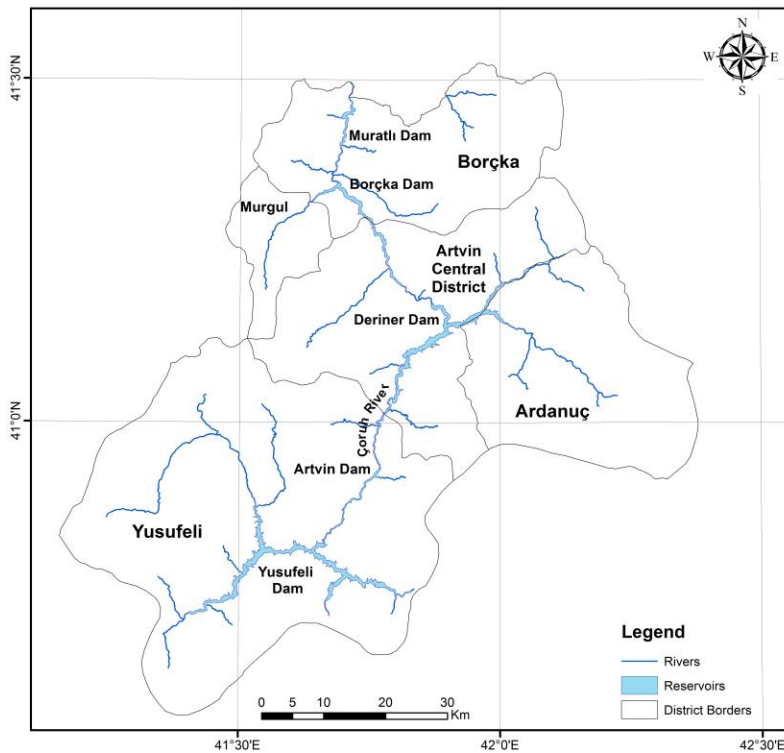 N
W E
S
41°30'N
41°0'N
Muratlı Dam
Borçka
Borçka Dam
Murgul
Artvin
Central
District
Deriner Dam
Ardanuç
Çoruh River
Artvin Dam
Yusufeli
Yusufeli
Dam
Legend
Rivers
Reservoirs
District Borders
0 5 10 20 30
Km
41°30'E
42°0'E
42°30'E